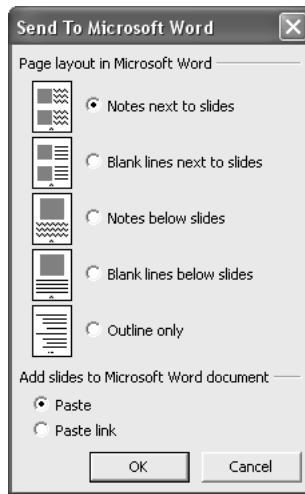 Send To Microsoft Word
Page layout in Microsoft Word
Notes next to slides
Blank lines next to slides
Notes below slides
Blank lines below slides
Outline only
Add slides to Microsoft Word document
Paste
Paste link
OK
Cancel